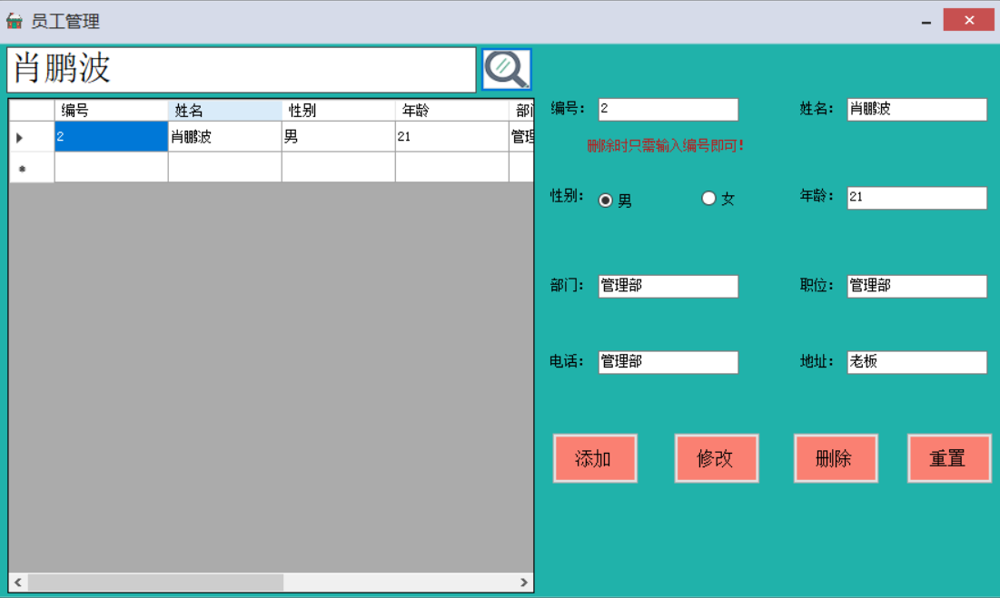 员工管理
肖鹏波
编号 姓名 性别 年龄 部门
2 肖鹏波 男 21 管理
编号： 2 姓名： 肖鹏波
删除时只需输入编号即可！
性别： 男 女 年龄： 21
部门： 管理部 职位： 管理部
电话： 管理部 地址： 老板
添加 修改 删除 重置